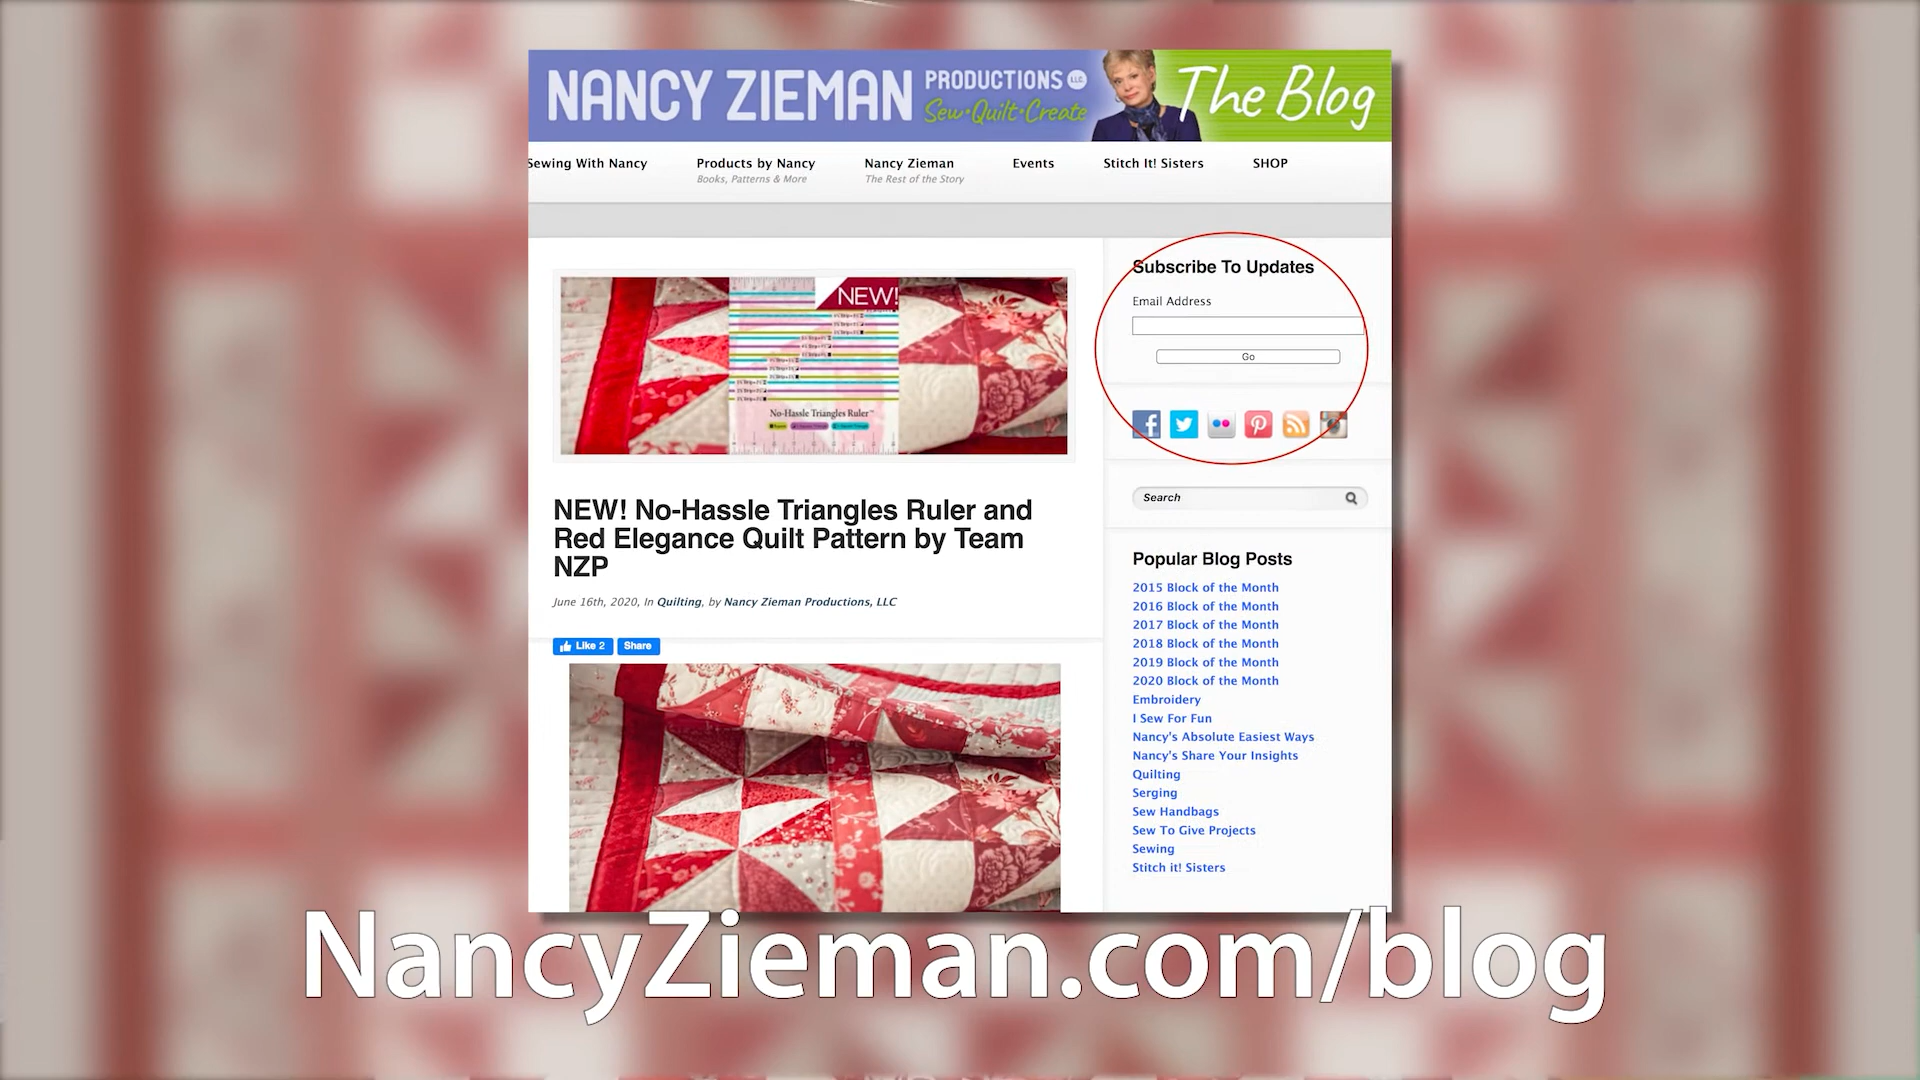 NANCY ZIEMAN PRODUCTIONS LLC
Sew•Quilt•Create
The Blog
Sewing With Nancy
Products by Nancy
Books, Patterns & More
Nancy Zieman
The Rest of the Story
Events
Stitch It! Sisters
SHOP
NEW!
No-Hassle Triangles Ruler™
NEW! No-Hassle Triangles Ruler and
Red Elegance Quilt Pattern by Team
NZP
June 16th, 2020, In Quilting, by Nancy Zieman Productions, LLC
Like 2
Share
Subscribe To Updates
Email Address
Go
Search
Popular Blog Posts
2015 Block of the Month
2016 Block of the Month
2017 Block of the Month
2018 Block of the Month
2019 Block of the Month
2020 Block of the Month
Embroidery
I Sew For Fun
Nancy's Absolute Easiest Ways
Nancy's Share Your Insights
Quilting
Serging
Sew Handbags
Sew To Give Projects
Sewing
Stitch it! Sisters
NancyZieman.com/blog